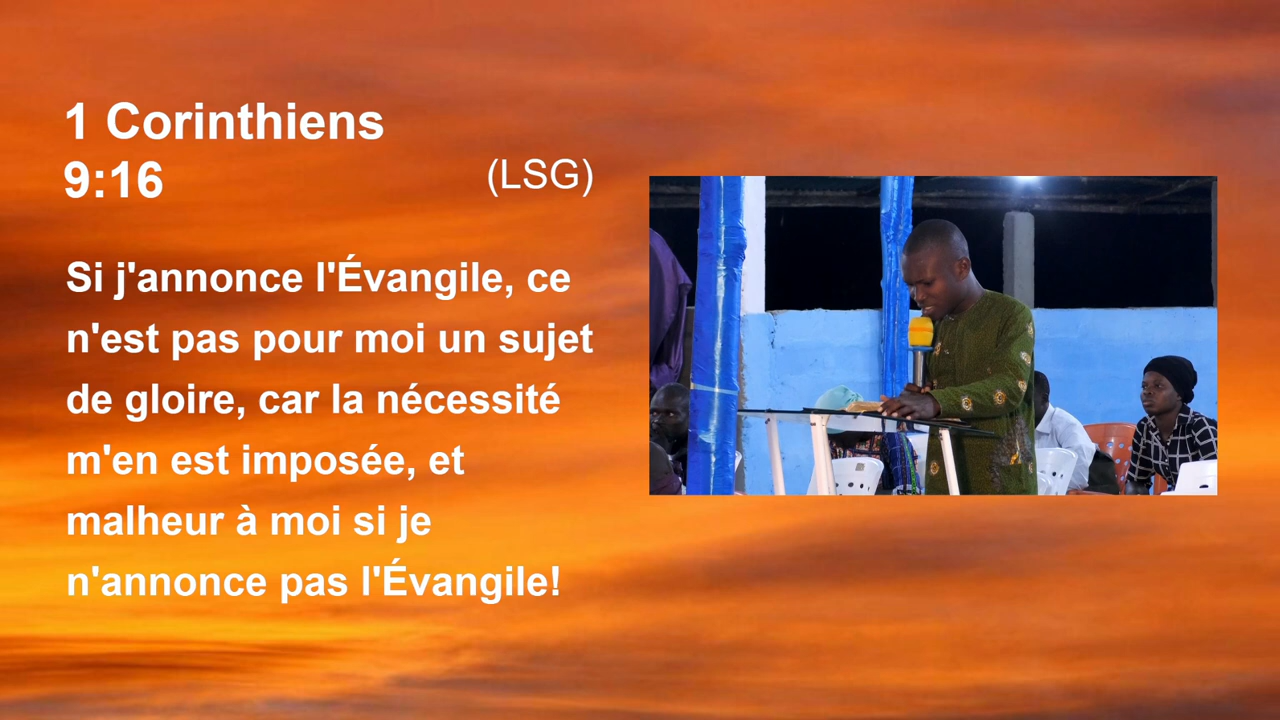 1 Corinthiens
9:16
(LSG)
Si j'annonce l'Évangile, ce
n'est pas pour moi un sujet
de gloire, car la nécessité
m'en est imposée, et
malheur à moi si je
n'annonce pas l'Évangile!